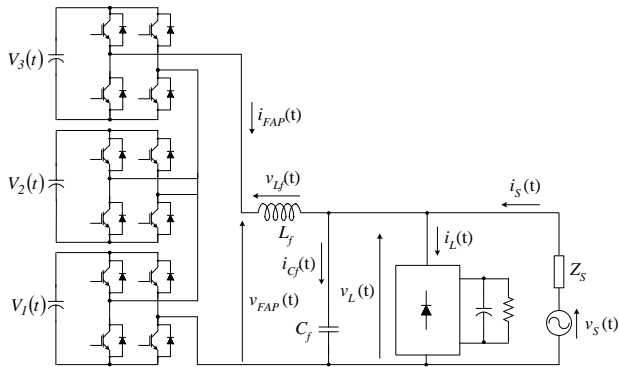 V3(t)
iFAP(t)
V2(t)
vLf(t)
iS(t)
Lf
iL(t)
iCf(t)
ZS
V1(t)
vFAP(t)
vL(t)
Cf
vS(t)